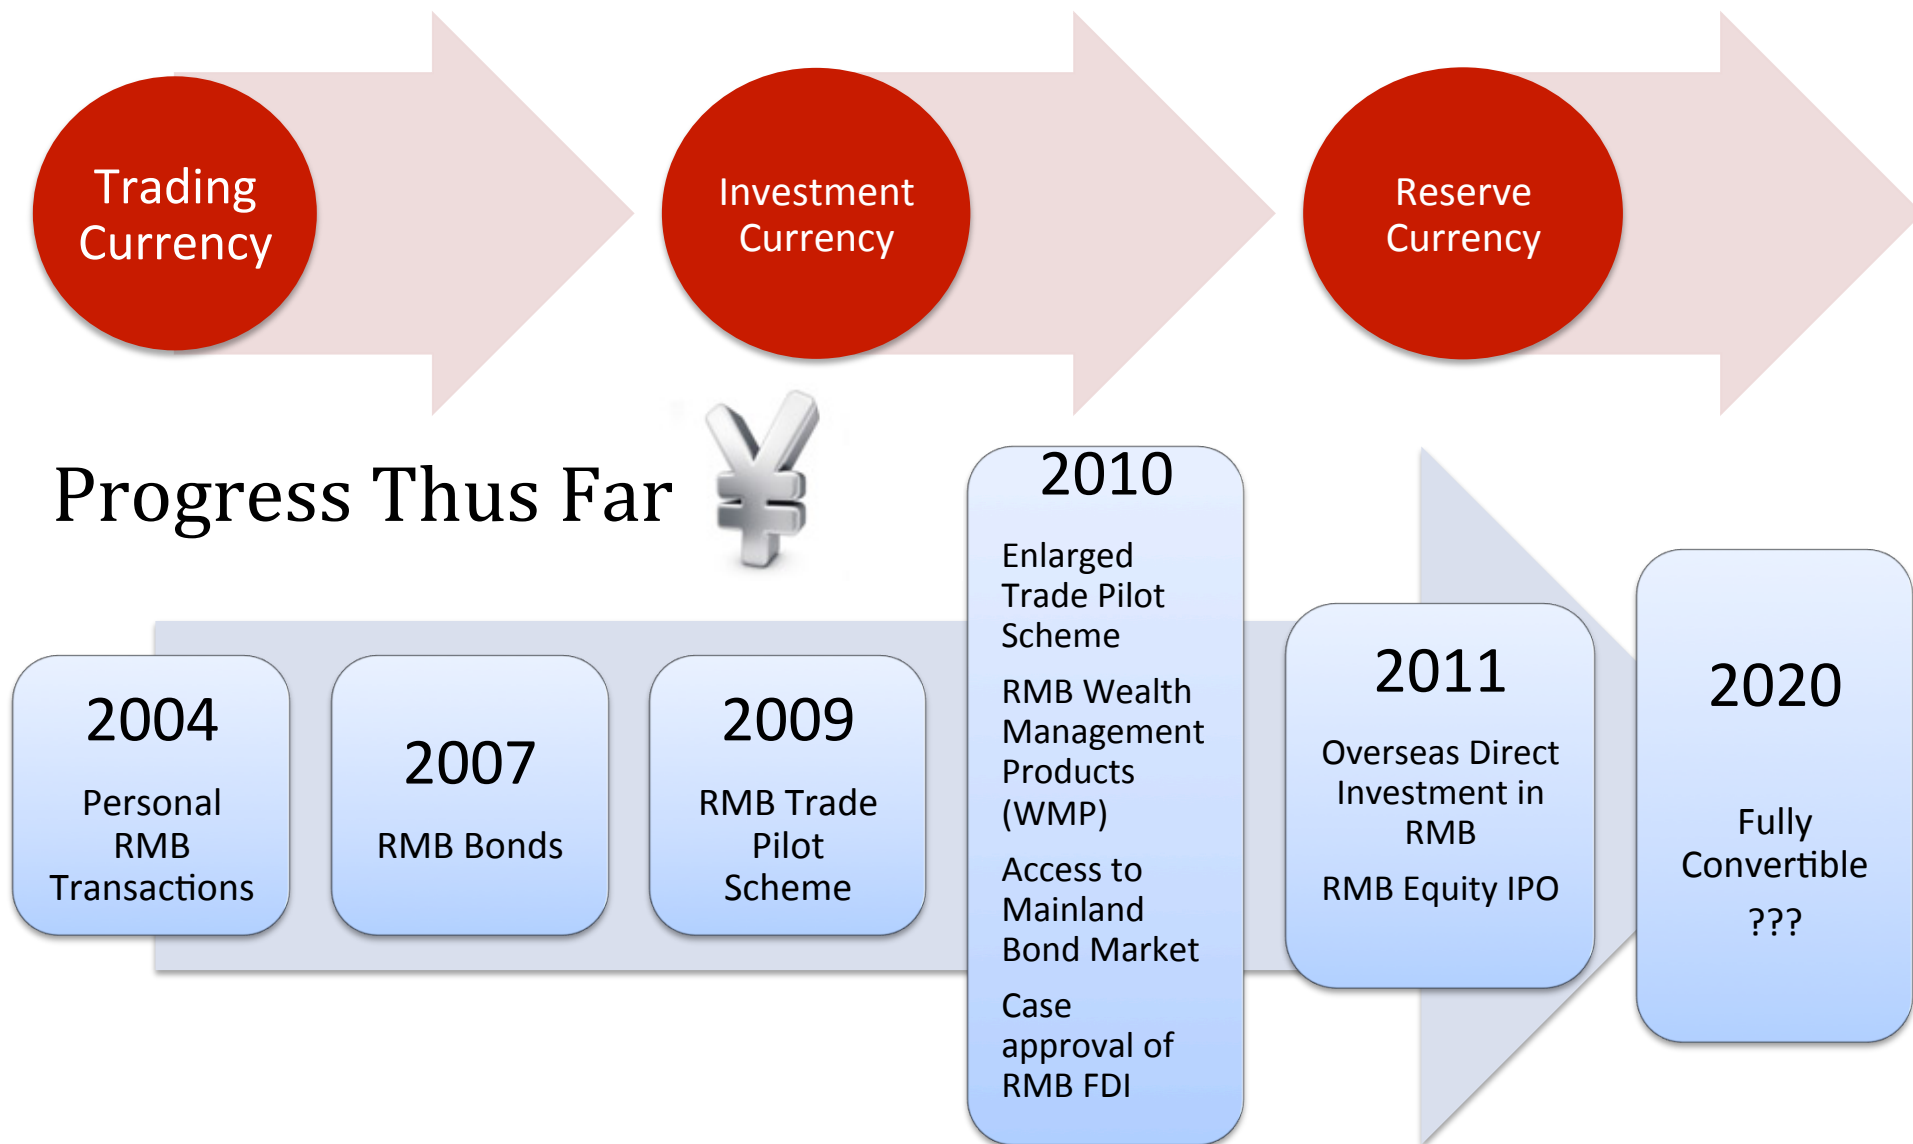 Trading
Currency
Investment
Currency
Reserve
Currency
Progress Thus Far
¥
2004
Personal
RMB
Transactions
2007
RMB Bonds
2009
RMB Trade
Pilot
Scheme
2010
Enlarged
Trade Pilot
Scheme
RMB Wealth
Management
Products
(WMP)
Access to
Mainland
Bond Market
Case
approval of
RMB FDI
2011
Overseas Direct
Investment in
RMB
RMB Equity IPO
2020
Fully
Convertible
???